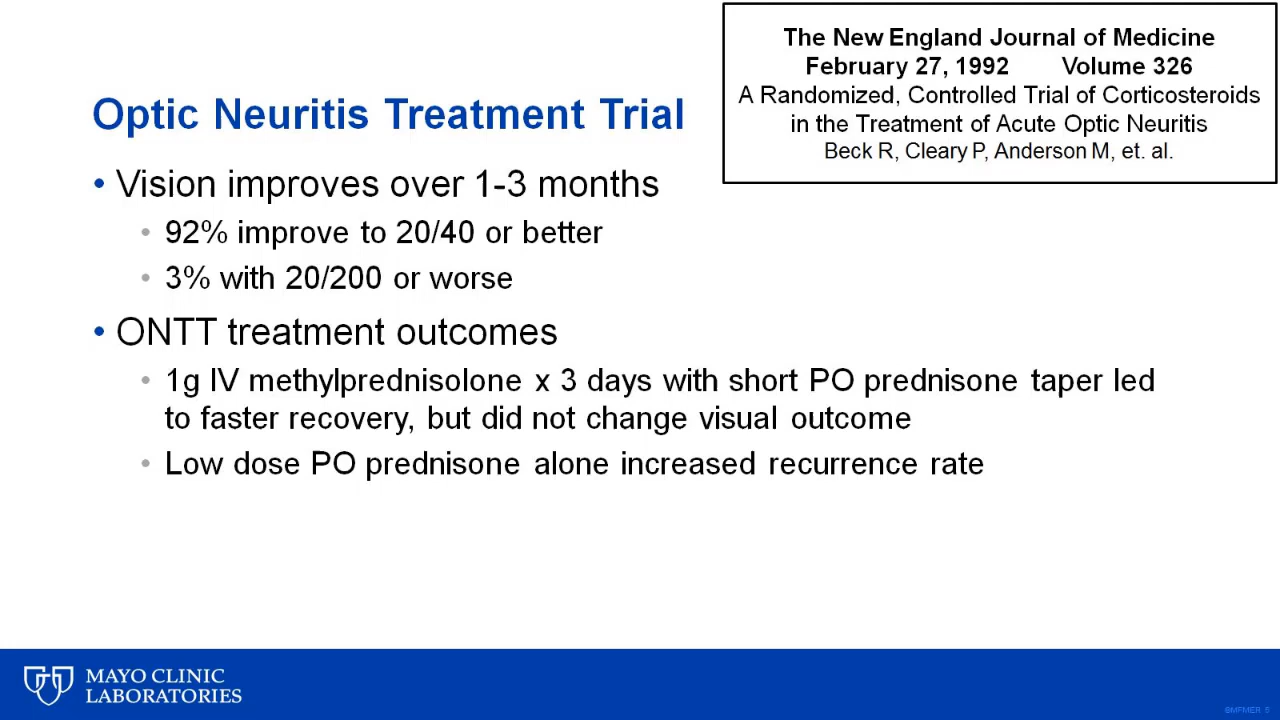 The New England Journal of Medicine
February 27, 1992 Volume 326
A Randomized, Controlled Trial of Corticosteroids
in the Treatment of Acute Optic Neuritis
Beck R, Cleary P, Anderson M, et. al.
Optic Neuritis Treatment Trial
• Vision improves over 1-3 months
• 92% improve to 20/40 or better
• 3% with 20/200 or worse
• ONTT treatment outcomes
• 1g IV methylprednisolone x 3 days with short PO prednisone taper led
to faster recovery, but did not change visual outcome
• Low dose PO prednisone alone increased recurrence rate
MAYO CLINIC
LABORATORIES
©MFMER 5